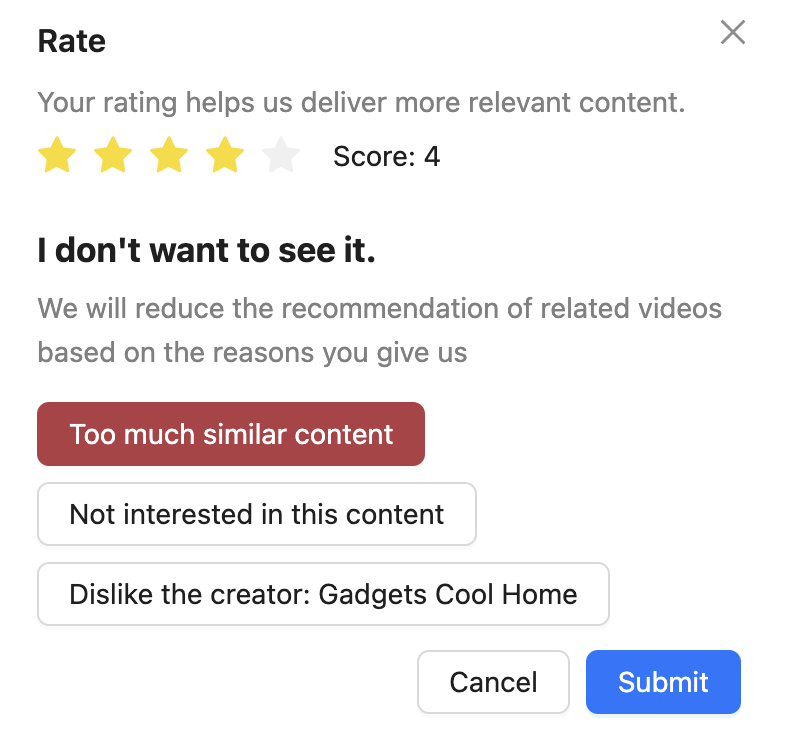 Rate
Your rating helps us deliver more relevant content.
Score: 4
I don't want to see it.
We will reduce the recommendation of related videos
based on the reasons you give us
Too much similar content
Not interested in this content
Dislike the creator: Gadgets Cool Home
Cancel
Submit